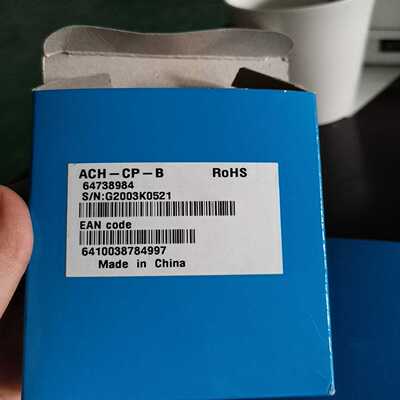 ACH-CP-B RoHS
64738984
S/N:G2003K0521
EAN code
6410038784997
Made in China